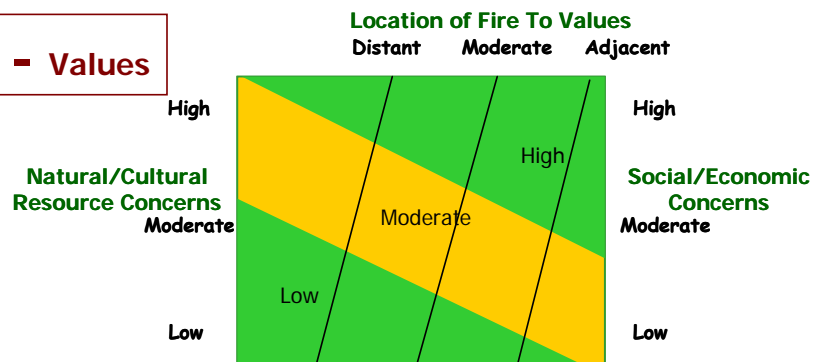 Location of Fire To Values
Distant Moderate Adjacent
- Values
High High
High
Natural/Cultural
Resource Concerns
Social/Economic
Concerns
Moderate
Moderate Moderate
Low
Low Low